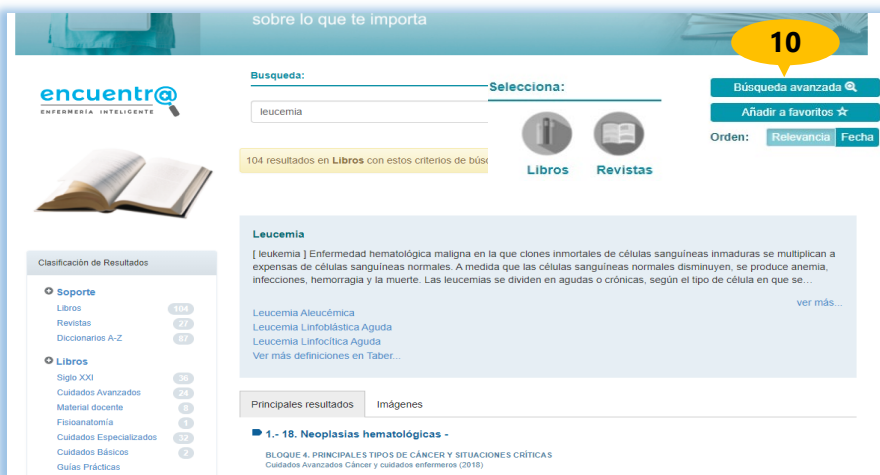 sobre lo que te importa
10
encuentr@
ENFERMERÍA INTELIGENTE
Busqueda:
leucemia
104 resultados en Libros con estos criterios de búsq
Selecciona:
Libros Revistas
Búsqueda avanzada
Añadir a favoritos ☆
Orden: Relevancia Fecha
Clasificación de Resultados
Soporte
Libros 104
Revistas 27
Diccionarios A-Z 87
Libros
Siglo XXI 36
Cuidados Avanzados 24
Material docente 8
Fisioanatomía 1
Cuidados Especializados 32
Cuidados Básicos 2
Guías Prácticas
Leucemia
[ leukemia ] Enfermedad hematológica maligna en la que clones inmortales de células sanguíneas inmaduras se multiplican a
expensas de células sanguíneas normales. A medida que las células sanguíneas normales disminuyen, se produce anemia,
infecciones, hemorragia y la muerte. Las leucemias se dividen en agudas o crónicas, según el tipo de célula en que se…
ver más...
Leucemia Aleucémica
Leucemia Linfoblástica Aguda
Leucemia Linfocítica Aguda
Ver más definiciones en Taber...
Principales resultados Imágenes
1.- 18. Neoplasias hematológicas -
BLOQUE 4. PRINCIPALES TIPOS DE CÁNCER Y SITUACIONES CRÍTICAS
Cuidados Avanzados Cáncer y cuidados enfermeros (2018)